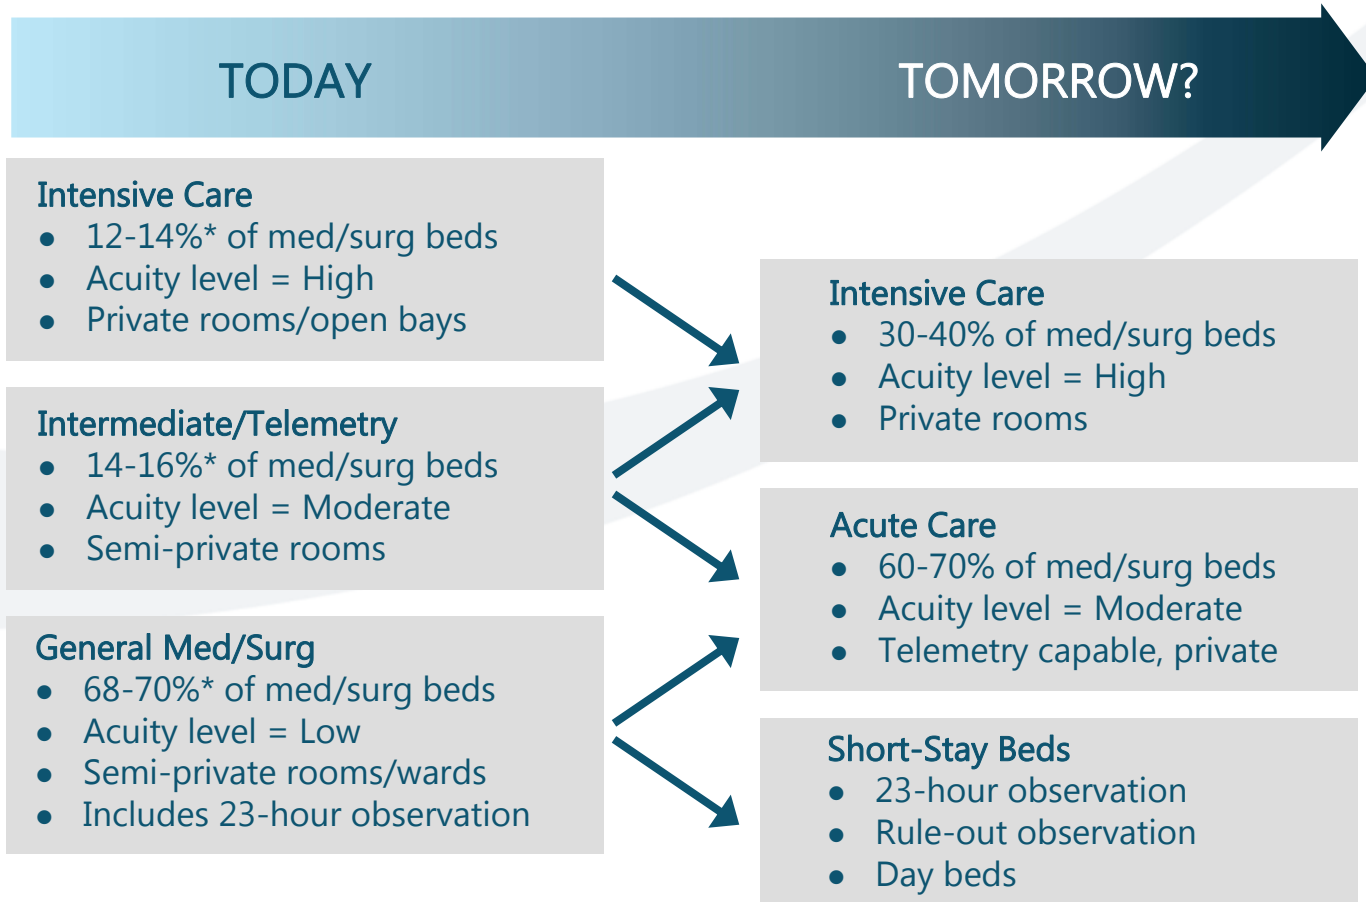 TODAY
TOMORROW?
Intensive Care
● 12-14%* of med/surg beds
● Acuity level = High
● Private rooms/open bays
Intermediate/Telemetry
● 14-16%* of med/surg beds
● Acuity level = Moderate
● Semi-private rooms
General Med/Surg
● 68-70%* of med/surg beds
● Acuity level = Low
● Semi-private rooms/wards
● Includes 23-hour observation
Intensive Care
● 30-40% of med/surg beds
● Acuity level = High
● Private rooms
Acute Care
● 60-70% of med/surg beds
● Acuity level = Moderate
● Telemetry capable, private
Short-Stay Beds
● 23-hour observation
● Rule-out observation
● Day beds